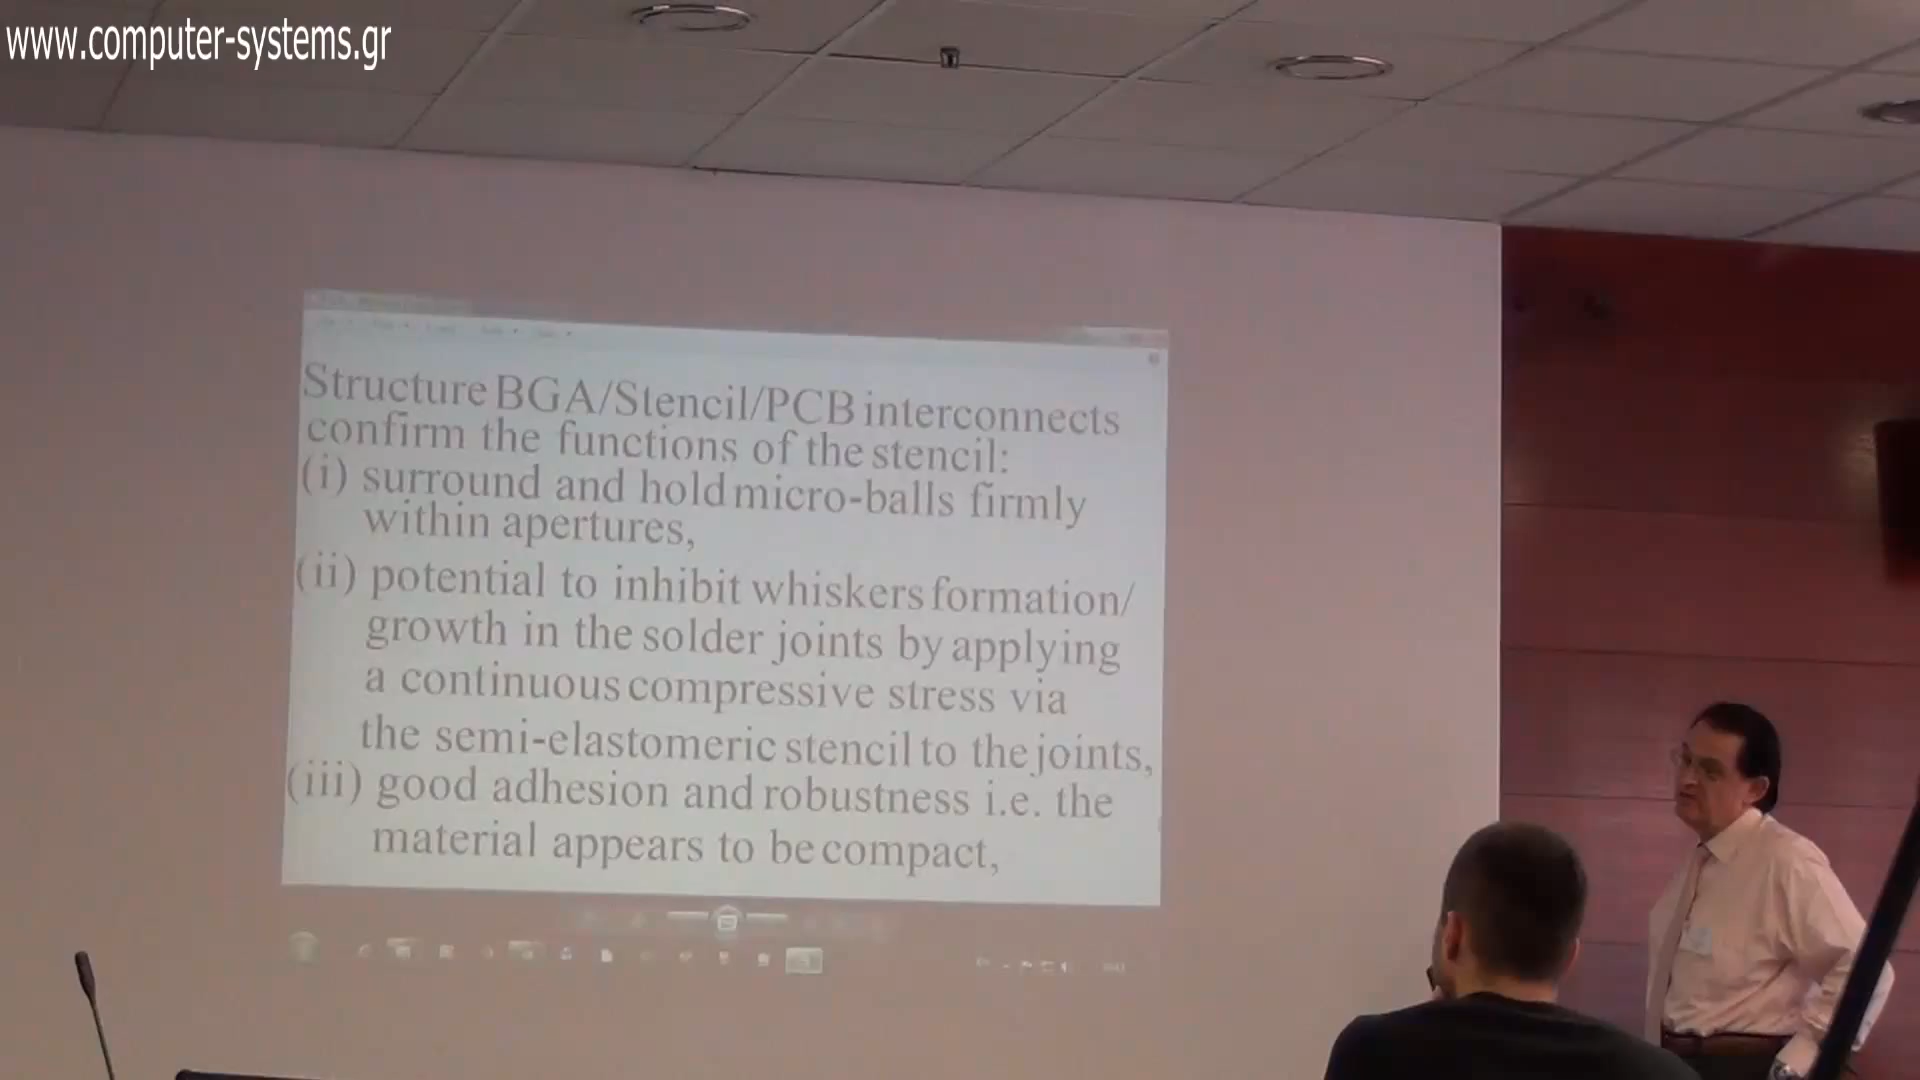 www.computer-systems.gr
Structure BGA/Stencil/PCB interconnects
confirm the functions of the stencil:
(i) surround and hold micro-balls firmly
within apertures,
(ii) potential to inhibit whiskers formation/
growth in the solder joints by applying
a continuous compressive stress via
the semi-elastomeric stencil to the joints,
(iii) good adhesion and robustness i.e. the
material appears to be compact,